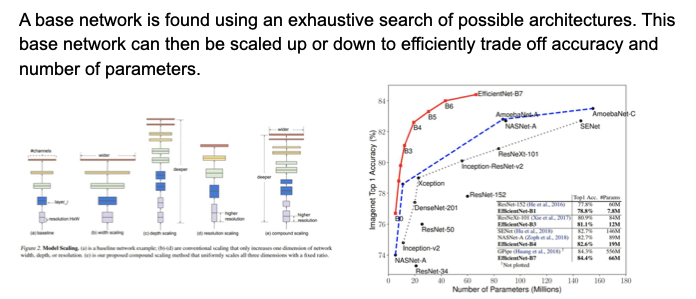 A base network is found using an exhaustive search of possible architectures. This
base network can then be scaled up or down to efficiently trade off accuracy and
number of parameters.
#channels
wider
deeper
layer_i
resolution HxW
higher
resolution
wider
deeper
higher
resolution
(a) baseline
(b) width scaling
(c) depth scaling
(d) resolution scaling
(e) compound scaling
Figure 2. Model Scaling. (a) is a baseline network example; (b)-(d) are conventional scaling that only increases one dimension of network
width, depth, or resolution. (e) is our proposed compound scaling method that uniformly scales all three dimensions with a fixed ratio.
Imagenet Top 1 Accuracy (%)
84
82
80
78
76
74
EfficientNet-B7
B6
B5
B4
B3
B0
AmoebaNet-A
AmoebaNet-C
NASNet-A
SENet
ResNeXt-101
Inception-ResNet-v2
Xception
ResNet-152
DenseNet-201
ResNet-50
Inception-v2
NASNet-A
ResNet-34
Top1 Acc. #Params
ResNet-152 (He et al., 2016) 77.8% 60M
EfficientNet-B1 78.8% 7.8M
ResNeXt-101 (Xie et al., 2017) 80.9% 84M
EfficientNet-B3 81.1% 12M
SENet (Hu et al., 2018) 82.7% 146M
NASNet-A (Zoph et al., 2018) 82.7% 89M
EfficientNet-B4 82.6% 19M
GPipe (Huang et al., 2018) † 84.3% 556M
EfficientNet-B7 84.4% 66M
†Not plotted
0 20 40 60 80 100 120 140 160 180
Number of Parameters (Millions)